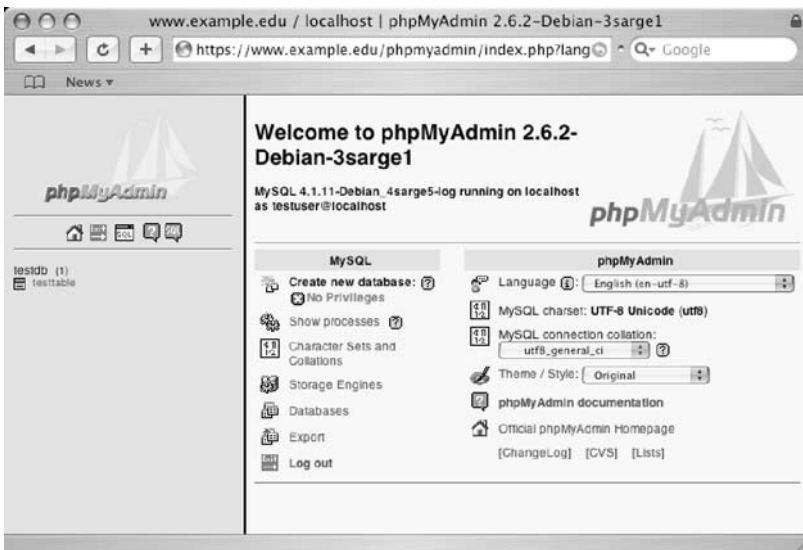 www.example.edu / localhost | phpMyAdmin 2.6.2-Debian-3sarge1
https://www.example.edu/phpmyadmin/index.php?lang
Google
News
phpMyAdmin
SQL
testdb (1)
testtable
Welcome to phpMyAdmin 2.6.2-
Debian-3sarge1
MySQL 4.1.11-Debian_4sarge5-log running on localhost
as testuser@localhost
phpMyAdmin
MySQL
Create new database:
No Privileges
Show processes
Character Sets and
Collations
Storage Engines
Databases
Export
Log out
phpMyAdmin
Language : English (en-utf-8)
MySQL charset: UTF-8 Unicode (utf8)
MySQL connection collation:
utf8_general_ci
Theme / Style: Original
phpMyAdmin documentation
Official phpMyAdmin Homepage
[ChangeLog] [CVS] [Lists]